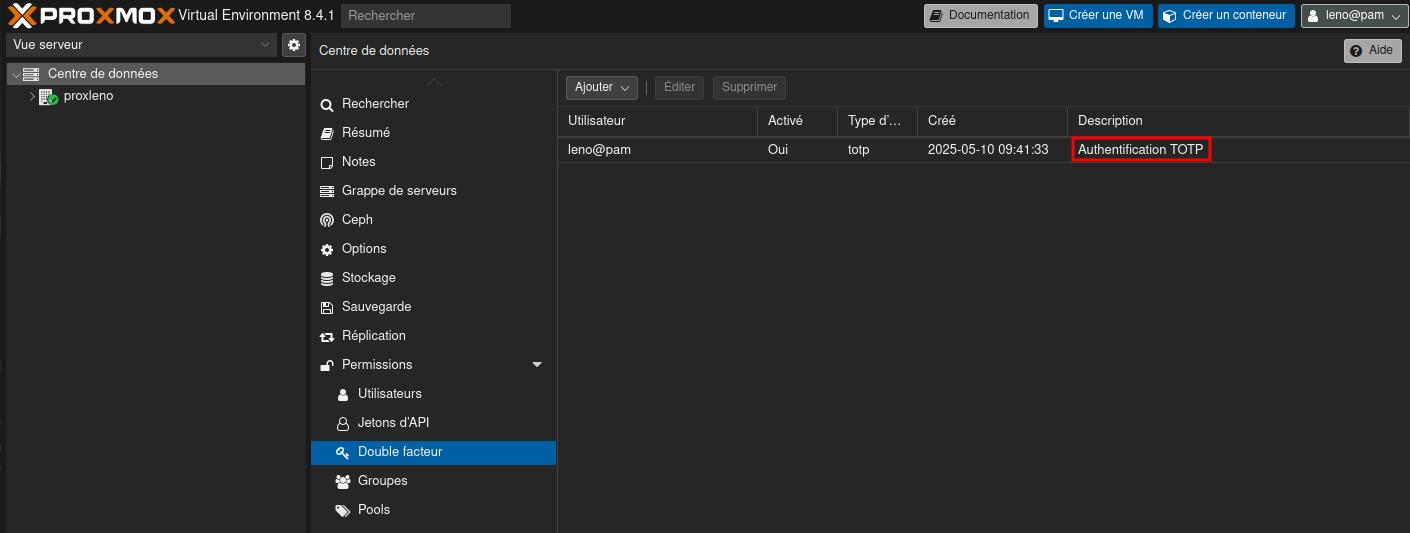 PROXMOX Virtual Environment 8.4.1 Rechercher Documentation Créer une VM Créer un conteneur leno@pam
Vue serveur
Centre de données
proxleno
Centre de données Aide
Rechercher
Résumé
Notes
Grappe de serveurs
Ceph
Options
Stockage
Sauvegarde
Réplication
Permissions
Utilisateurs
Jetons d'API
Double facteur
Groupes
Pools
Ajouter Éditer Supprimer
Utilisateur Activé Type d'... Créé Description
leno@pam Oui totp 2025-05-10 09:41:33 Authentification TOTP